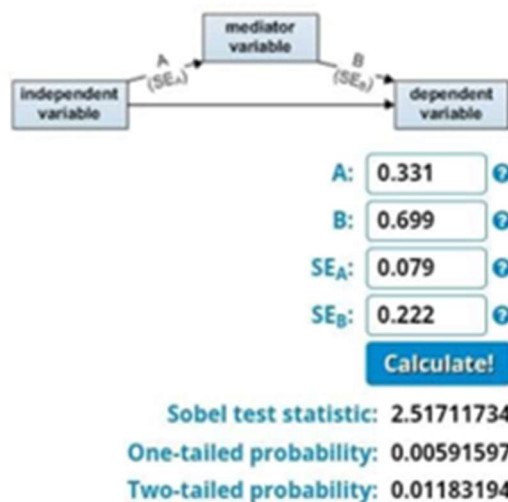 mediator
variable
A
(SEA)
B
(SEB)
independent
variable
dependent
variable
A: 0.331 ?
B: 0.699 ?
SEA: 0.079 ?
SEB: 0.222 ?
Calculate!
Sobel test statistic: 2.51711734
One-tailed probability: 0.00591597
Two-tailed probability: 0.01183194